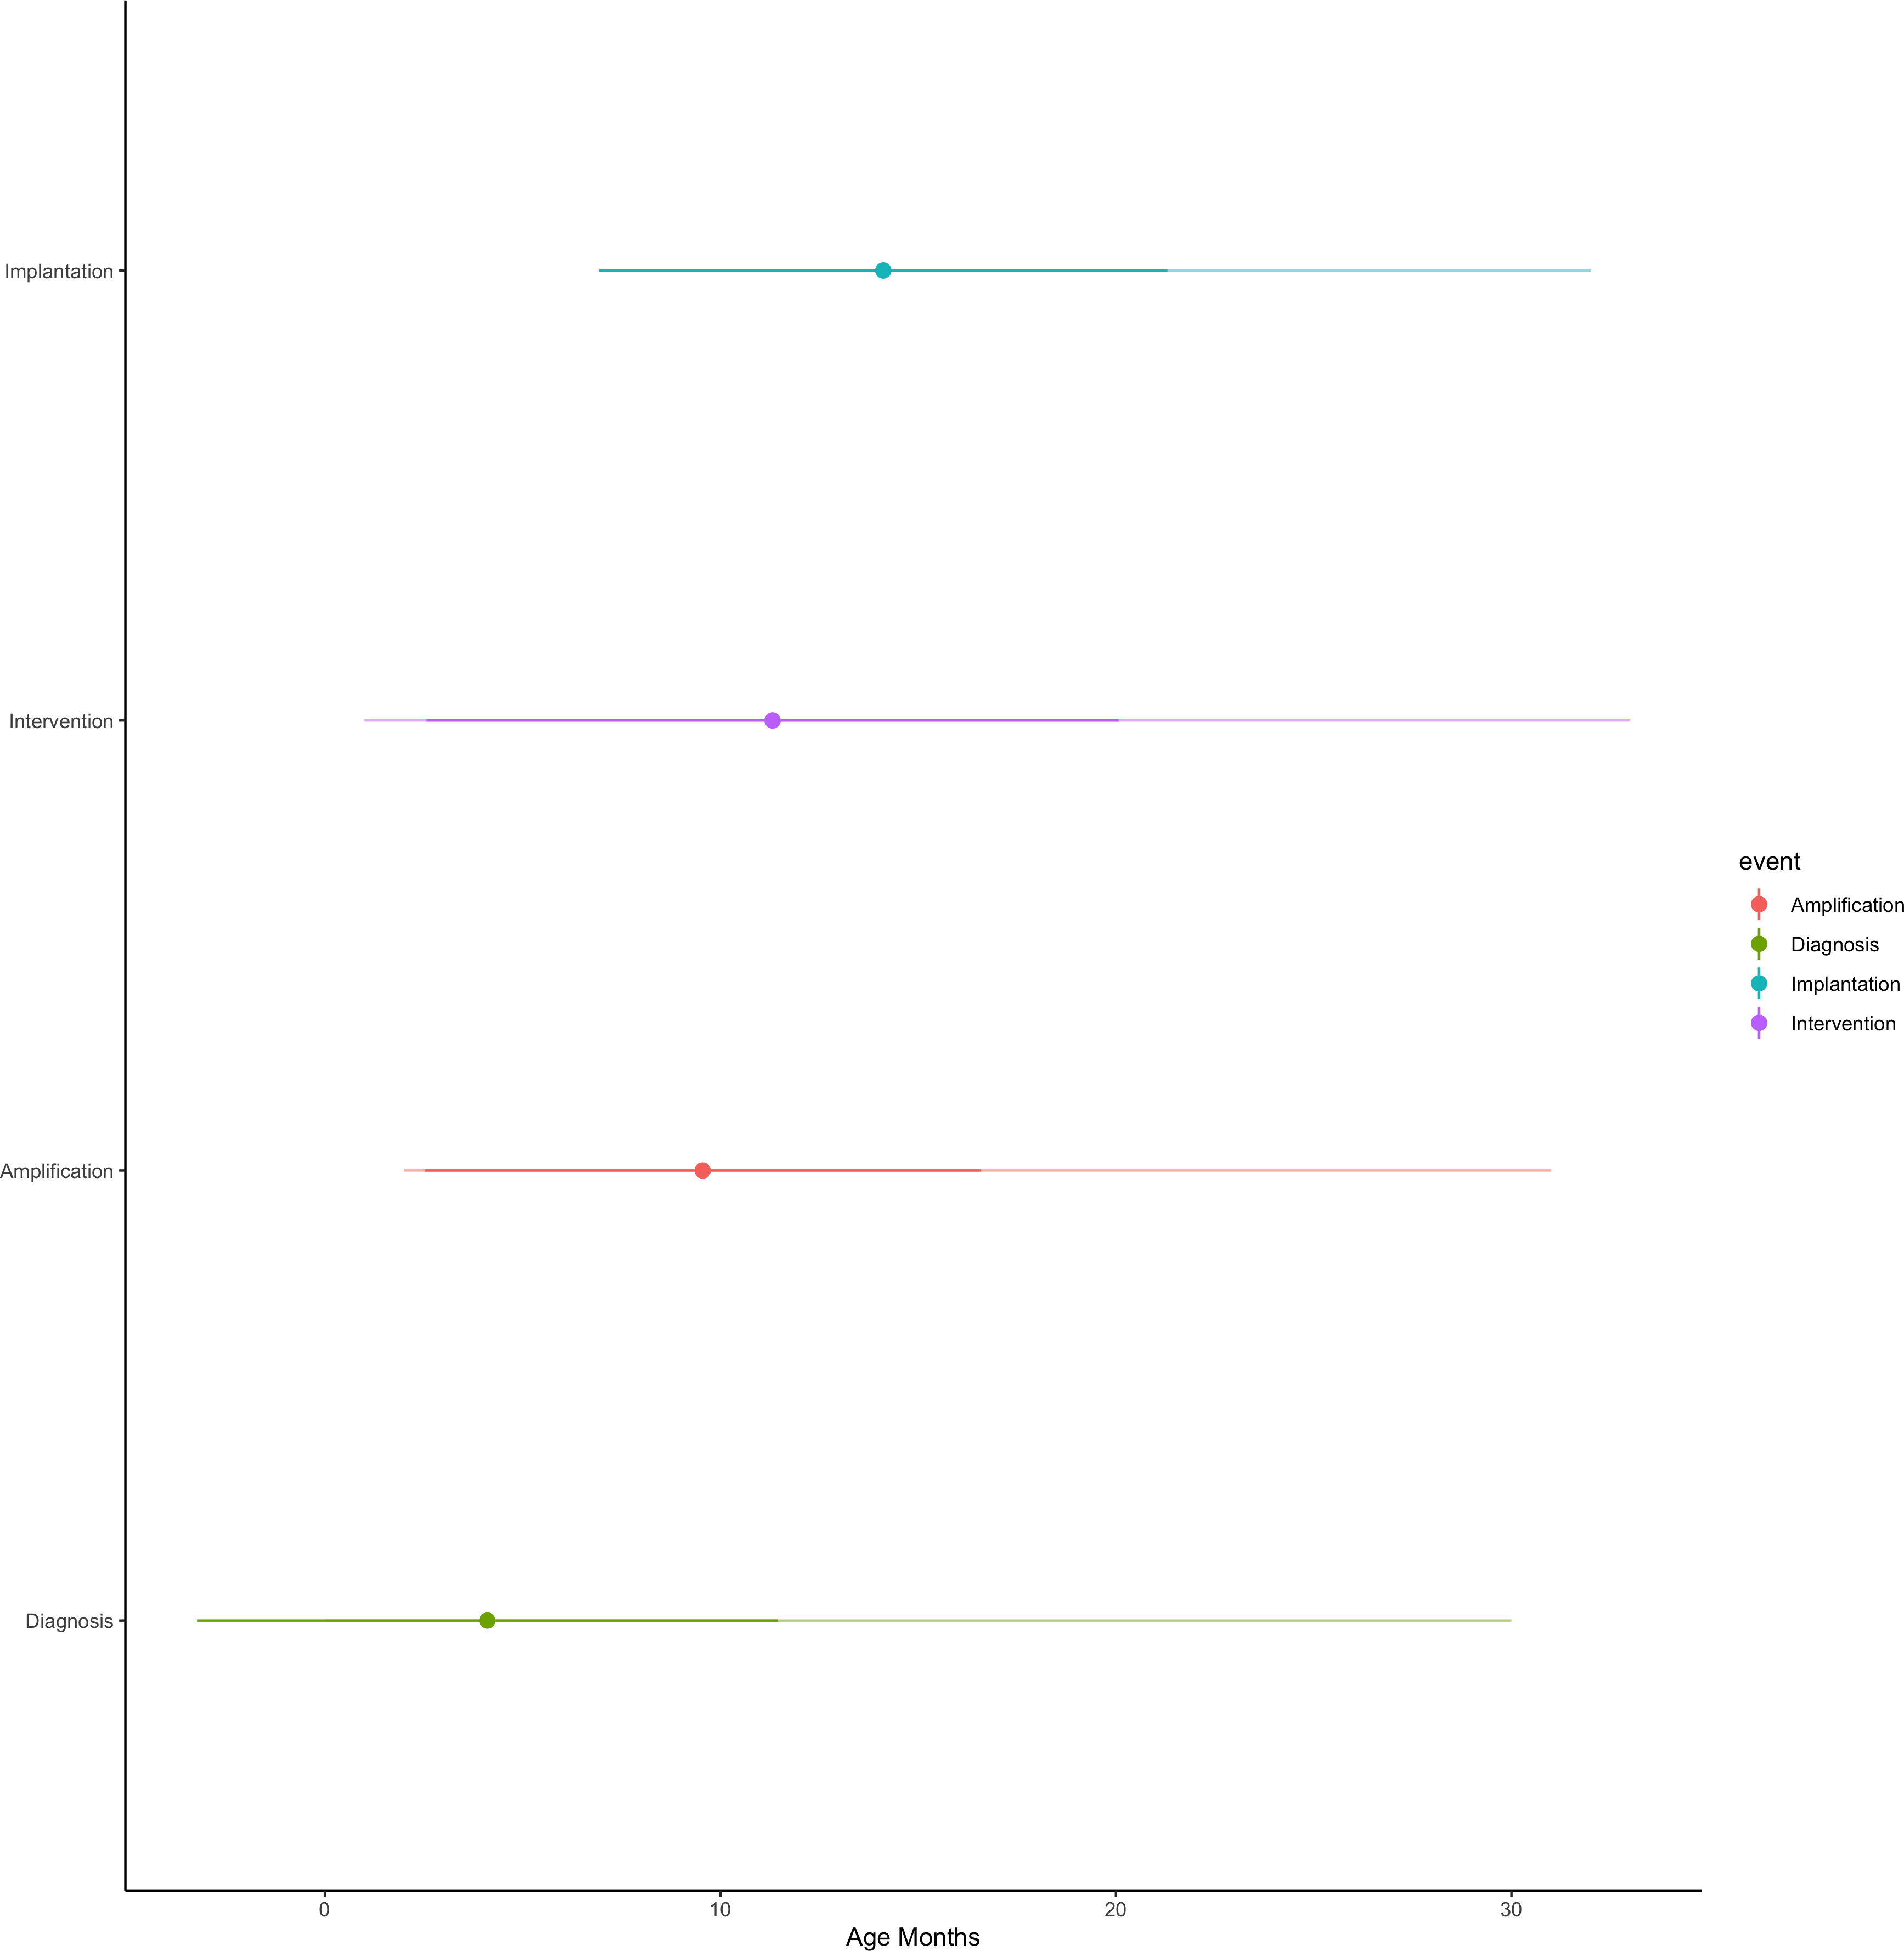 Implantation
Intervention
Amplification
Diagnosis
0 10 20 30
Age Months
event
Amplification
Diagnosis
Implantation
Intervention